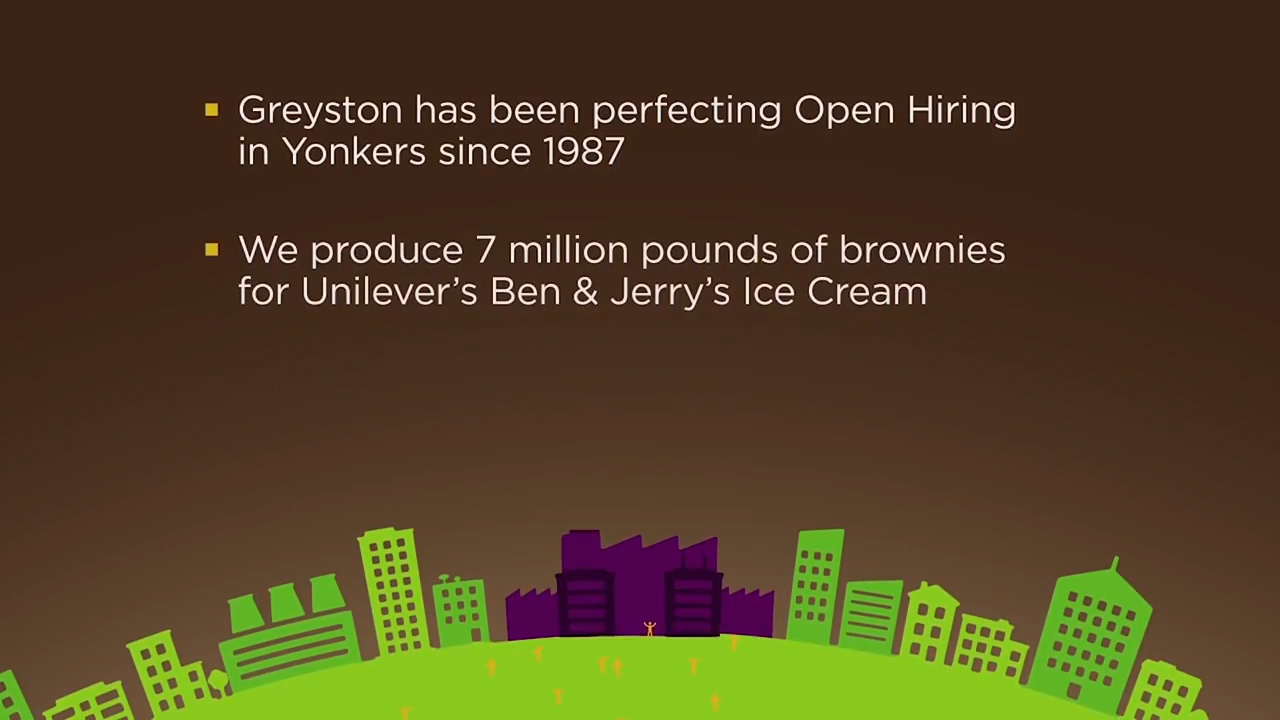 Greyston has been perfecting Open Hiring
in Yonkers since 1987
We produce 7 million pounds of brownies
for Unilever’s Ben & Jerry’s Ice Cream